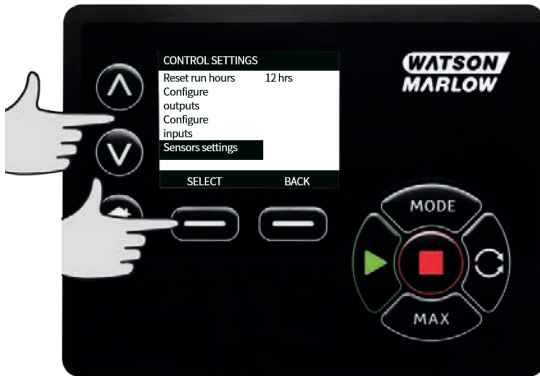 CONTROL SETTINGS
Reset run hours 12 hrs
Configure
outputs
Configure
inputs
Sensors settings
SELECT BACK
WATSON
MARLOW
MODE
MAX